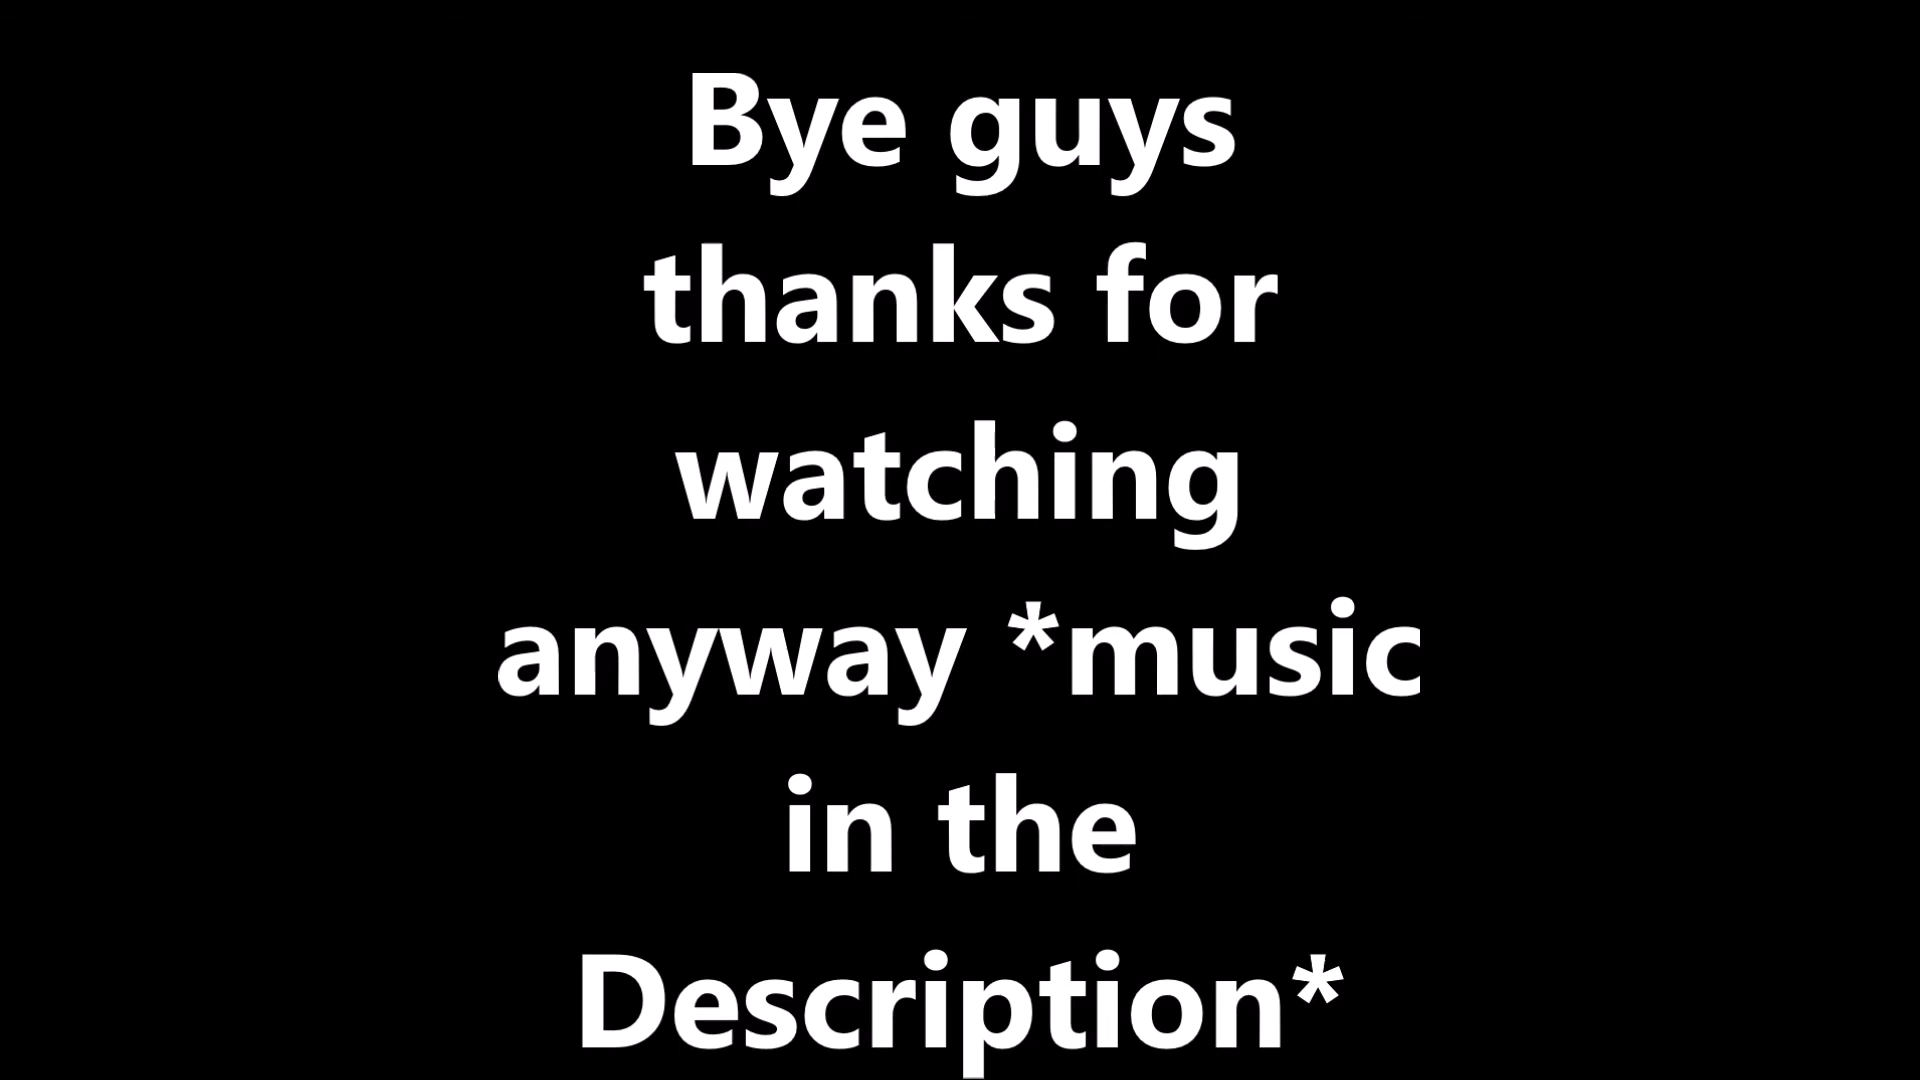 Bye guys
thanks for
watching
anyway *music
in the
Description*